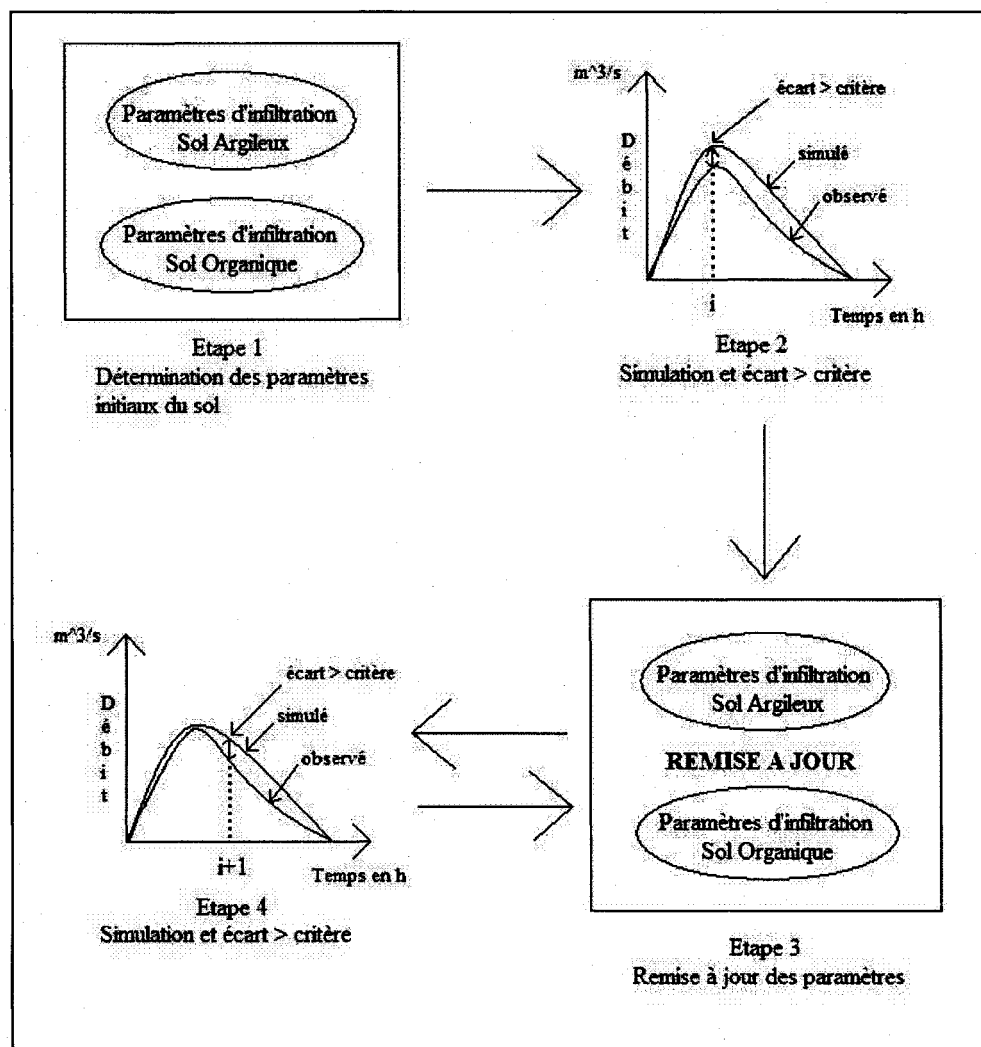 Paramètres d'infiltration
Sol Argileux
Paramètres d'infiltration
Sol Organique
Etape 1
Détermination des paramètres
initiaux du sol
m^3/s
Débit
écart > critère
simulé
observé
i
Temps en h
Etape 2
Simulation et écart > critère
Paramètres d'infiltration
Sol Argileux
REMISE A JOUR
Paramètres d'infiltration
Sol Organique
Etape 3
Remise à jour des paramètres
m^3/s
Débit
écart > critère
simulé
observé
i+1
Temps en h
Etape 4
Simulation et écart > critère